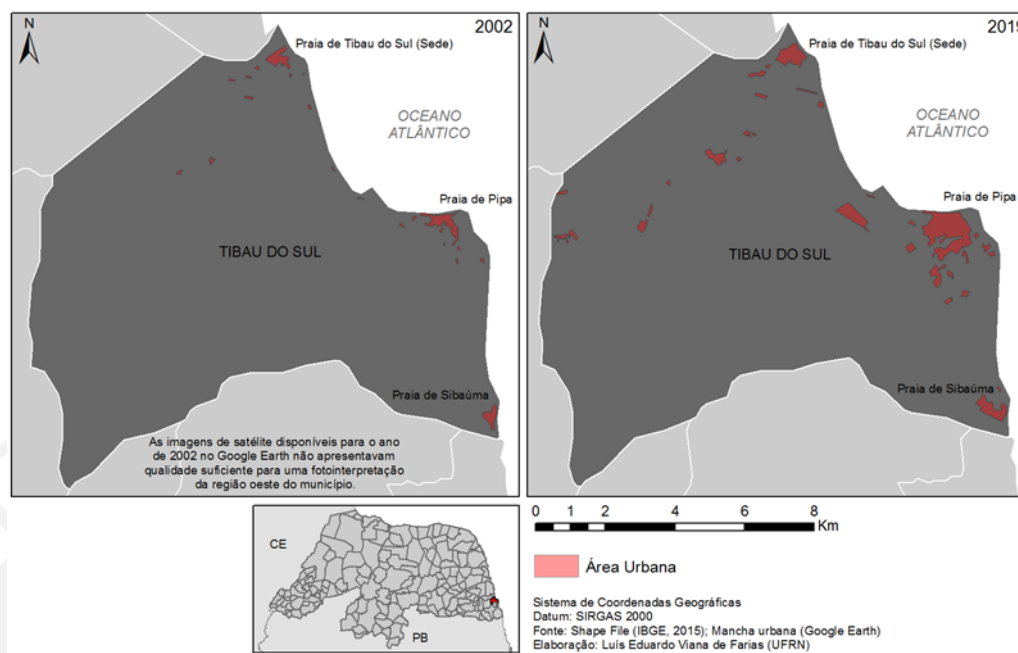 N
2002
Praia de Tibau do Sul (Sede)
OCEANO
ATLÂNTICO
Praia de Pipa
TIBAU DO SUL
Praia de Sibaúma
As imagens de satélite disponíveis para o ano
de 2002 no Google Earth não apresentavam
qualidade suficiente para uma fotointerpretação
da região oeste do município.
N
2019
Praia de Tibau do Sul (Sede)
OCEANO
ATLÂNTICO
Praia de Pipa
TIBAU DO SUL
Praia de Sibaúma
CE
PB
0 1 2 4 6 8
Km
Área Urbana
Sistema de Coordenadas Geográficas
Datum: SIRGAS 2000
Fonte: Shape File (IBGE, 2015); Mancha urbana (Google Earth)
Elaboração: Luís Eduardo Viana de Farias (UFRN)